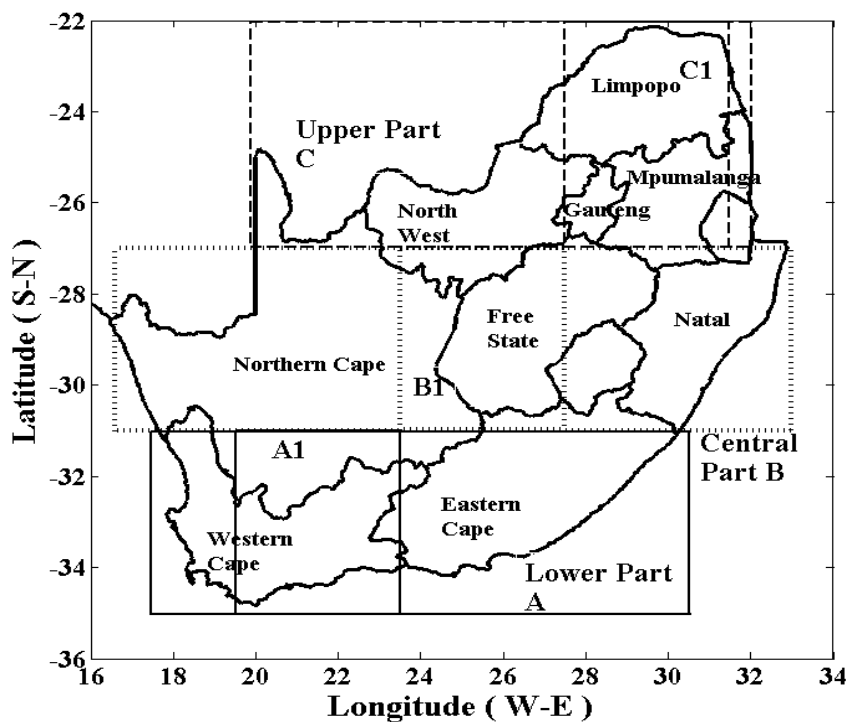 -22
-24
-26
-28
-30
-32
-34
-36
Latitude ( S-N )
Limpopo
C1
Upper Part
C
Mpumalanga
Gauteng
North
West
Free
State
Natal
Northern Cape
B1
Central
Part B
A1
Eastern
Cape
Western
Cape
Lower Part
A
16 18 20 22 24 26 28 30 32 34
Longitude ( W-E )